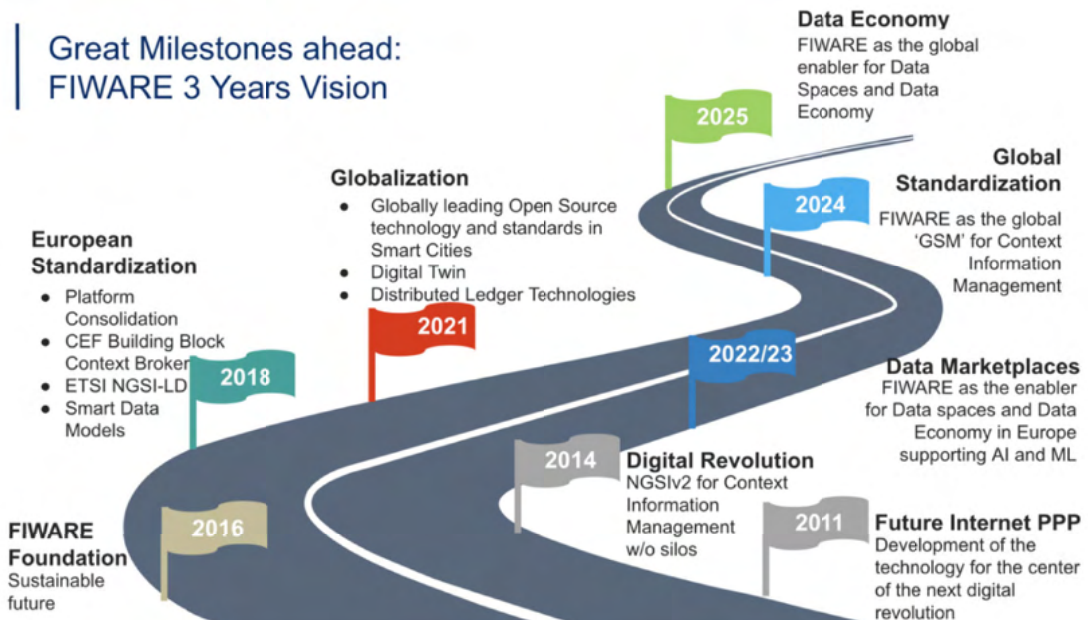 Great Milestones ahead:
FIWARE 3 Years Vision
Data Economy
FIWARE as the global
enabler for Data
Spaces and Data
Economy
2025
Global
Standardization
FIWARE as the global
‘GSM’ for Context
Information
Management
2024
Globalization
● Globally leading Open Source
technology and standards in
Smart Cities
● Digital Twin
● Distributed Ledger Technologies
2021
European
Standardization
● Platform
Consolidation
● CEF Building Block
Context Broker
● ETSI NGSI-LD
● Smart Data
Models
2018
2022/23
Data Marketplaces
FIWARE as the enabler
for Data spaces and Data
Economy in Europe
supporting AI and ML
2014
Digital Revolution
NGSIv2 for Context
Information
Management
w/o silos
2011
Future Internet PPP
Development of the
technology for the center
of the next digital
revolution
2016
FIWARE
Foundation
Sustainable
future